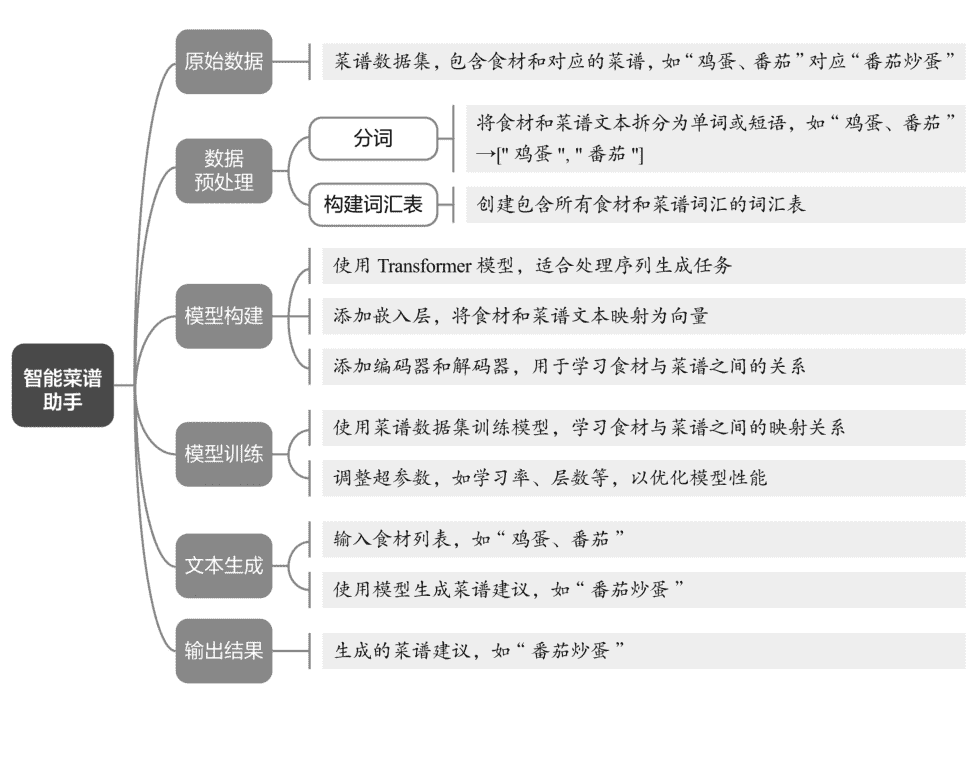 智能菜谱
助手
原始数据
菜谱数据集，包含食材和对应的菜谱，如“鸡蛋、番茄”对应“番茄炒蛋”
数据
预处理
分词
将食材和菜谱文本拆分为单词或短语，如“鸡蛋、番茄”
→["鸡蛋", "番茄"]
构建词汇表
创建包含所有食材和菜谱词汇的词汇表
模型构建
使用 Transformer 模型，适合处理序列生成任务
添加嵌入层，将食材和菜谱文本映射为向量
添加编码器和解码器，用于学习食材与菜谱之间的关系
模型训练
使用菜谱数据集训练模型，学习食材与菜谱之间的映射关系
调整超参数，如学习率、层数等，以优化模型性能
文本生成
输入食材列表，如“鸡蛋、番茄”
使用模型生成菜谱建议，如“番茄炒蛋”
输出结果
生成的菜谱建议，如“番茄炒蛋”